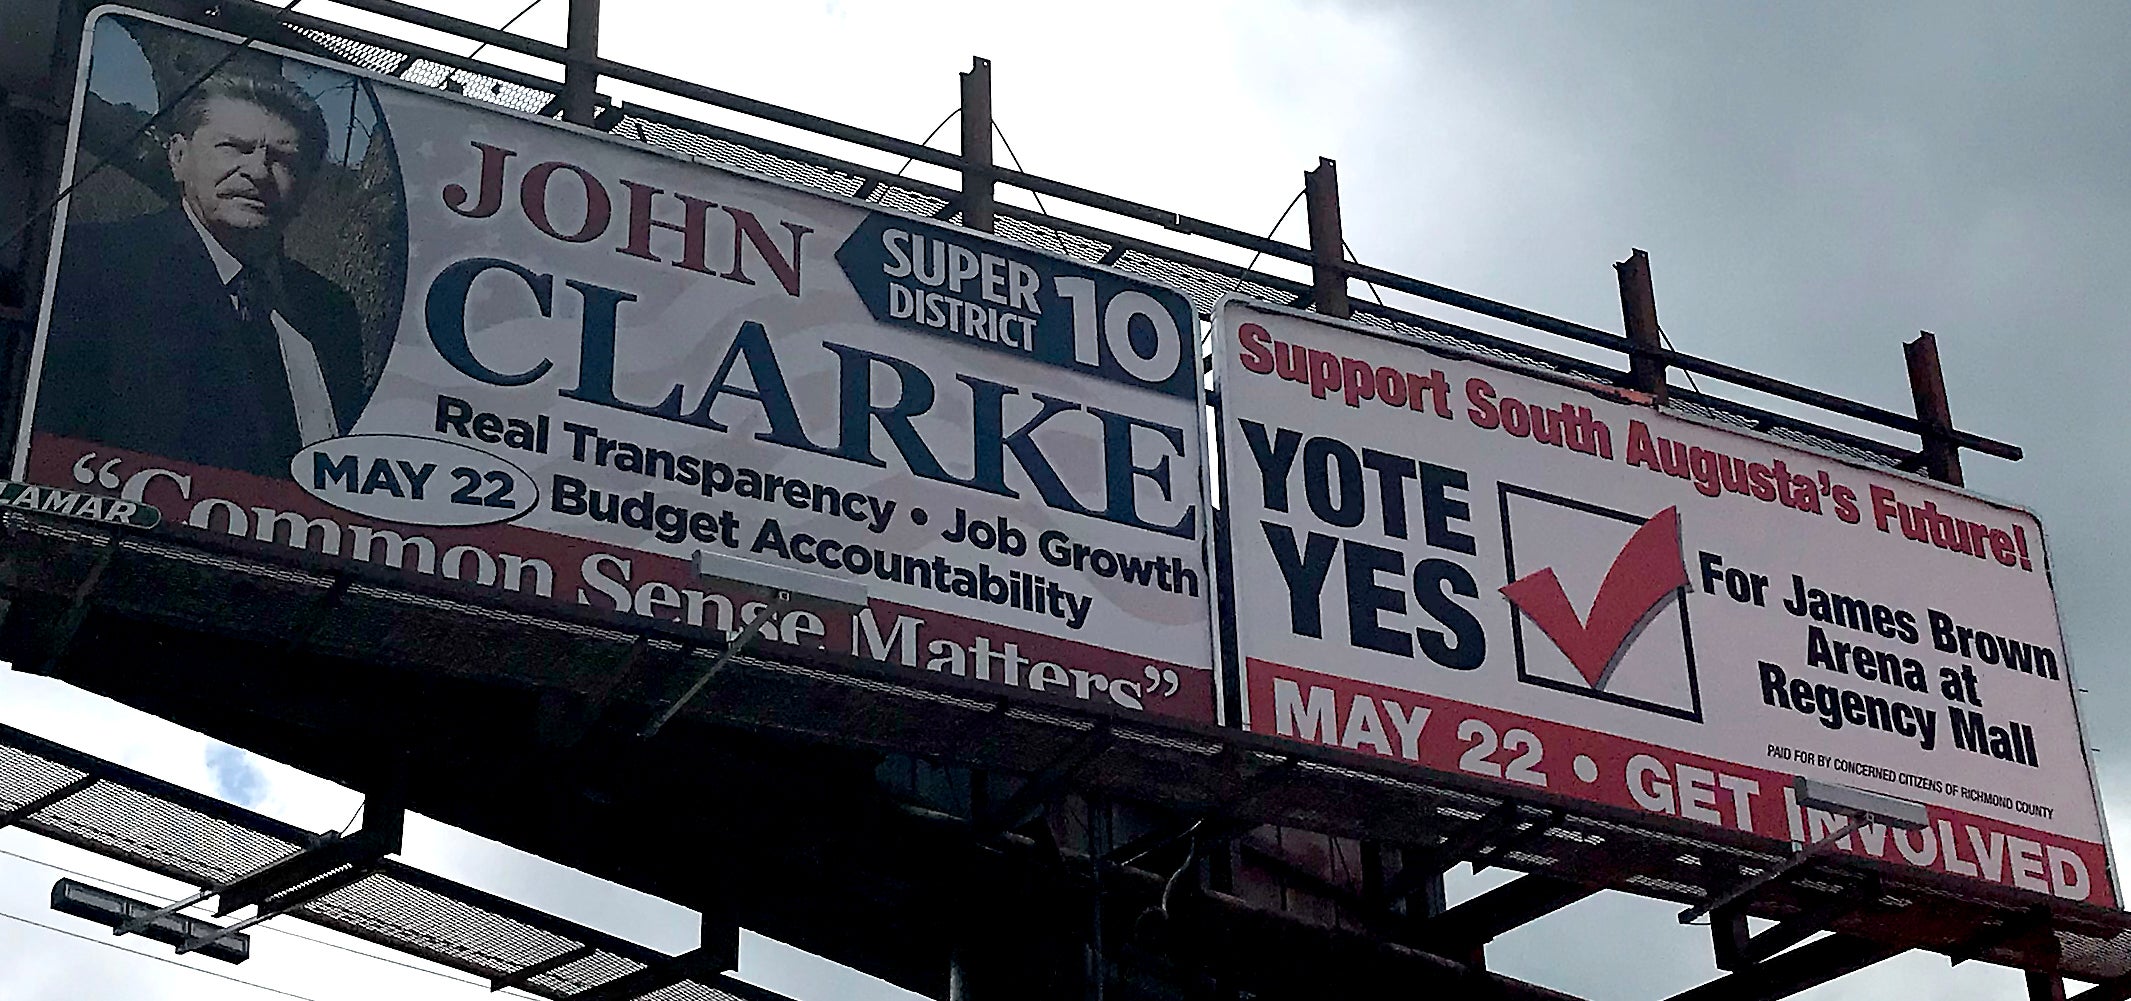 JOHN
SUPER
DISTRICT
10
CLARKE
Real Transparency • Job Growth
MAY 22
Budget Accountability
“Common Sense Matters”
LAMAR
Support South Augusta's Future!
YOTE
YES
For James Brown
Arena at
Regency Mall
PAID FOR BY CONCERNED CITIZENS OF RICHMOND COUNTY
MAY 22 • GET INVOLVED